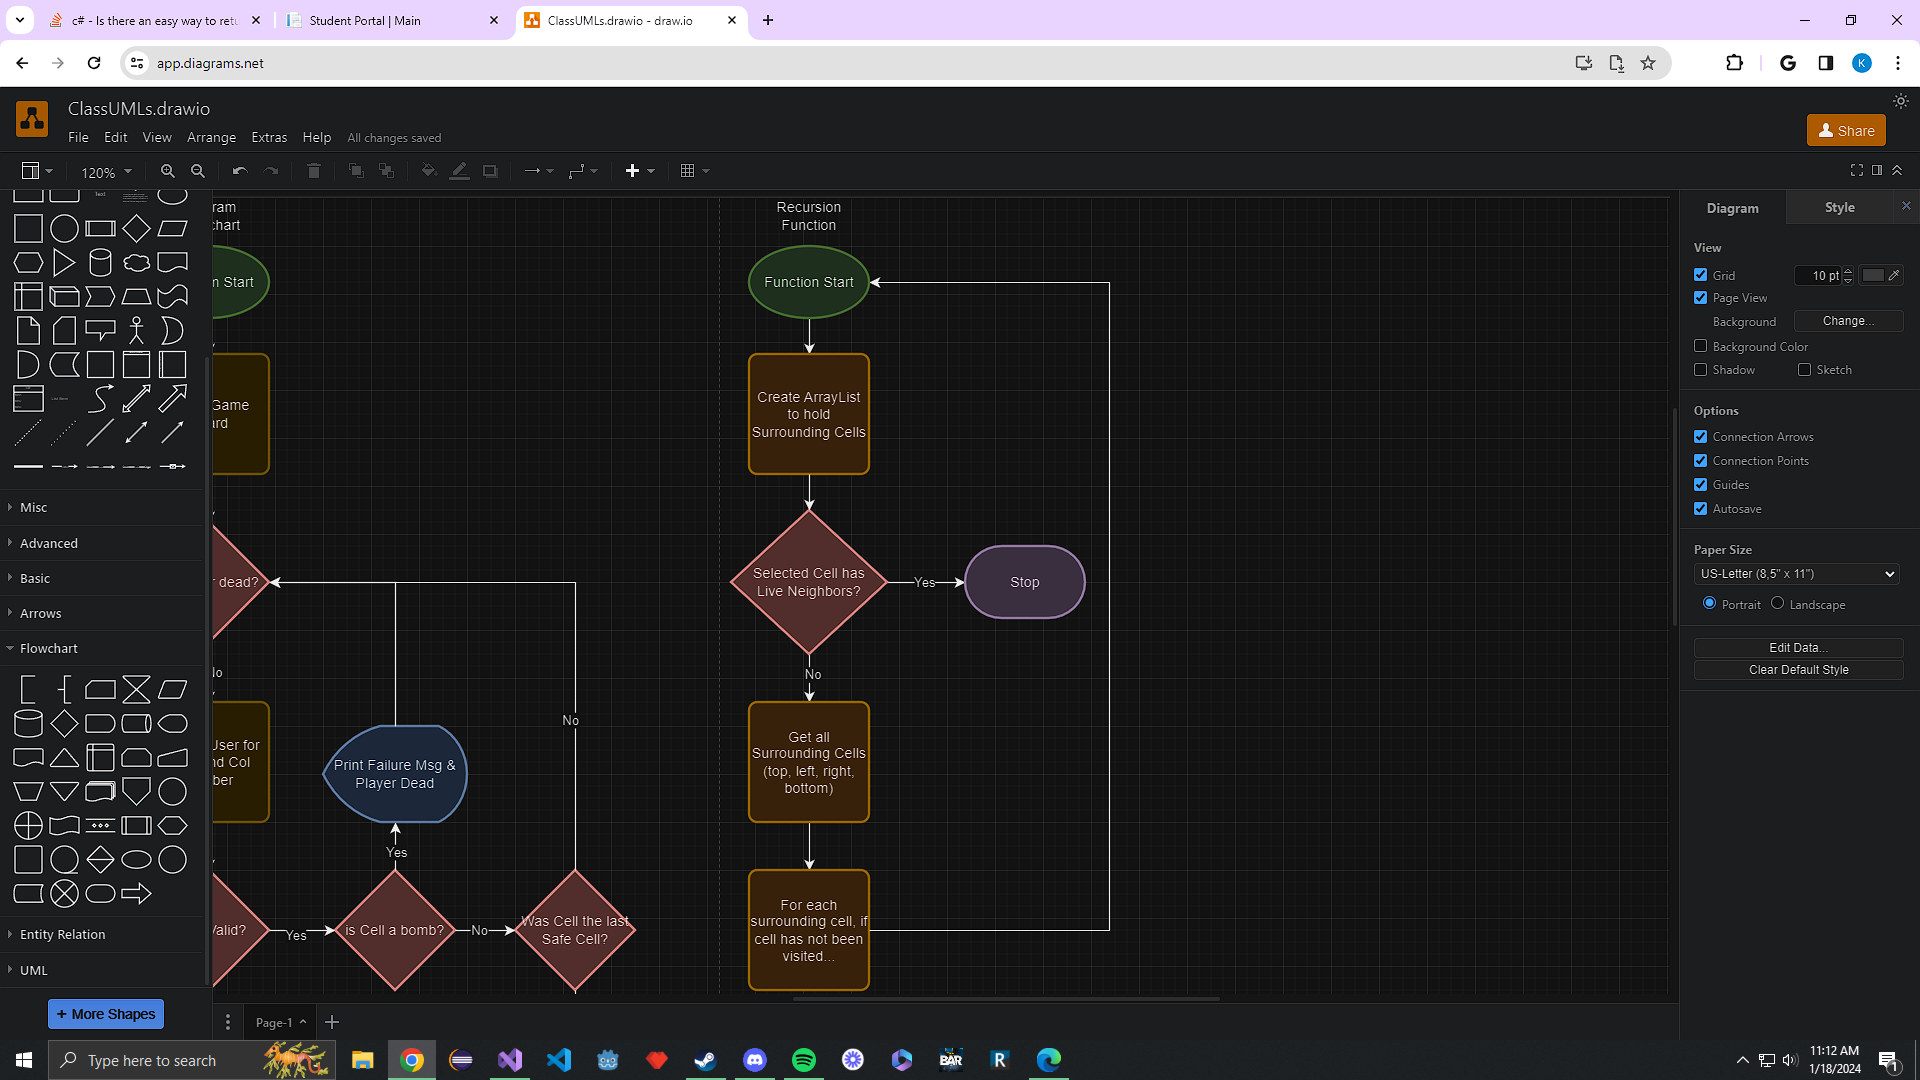 c# - Is there an easy way to retu
Student Portal | Main
ClassUMLs.drawio - draw.io
app.diagrams.net
K
ClassUMLs.drawio
File Edit View Arrange Extras Help All changes saved
Share
120%
Text
Diagram
Style
View
Grid
10 pt
Page View
Background
Change...
Background Color
Shadow
Sketch
Options
Connection Arrows
Connection Points
Guides
Autosave
Paper Size
US-Letter (8,5" x 11")
Portrait
Landscape
Edit Data...
Clear Default Style
Misc
Advanced
Basic
Arrows
Flowchart
Entity Relation
UML
+ More Shapes
Page-1
ram
chart
n Start
Game
ard
r dead?
No
User for
nd Col
ber
Valid?
Yes
is Cell a bomb?
Yes
Print Failure Msg &
Player Dead
No
Was Cell the last
Safe Cell?
No
Recursion
Function
Function Start
Create ArrayList
to hold
Surrounding Cells
Selected Cell has
Live Neighbors?
Yes
Stop
No
Get all
Surrounding Cells
(top, left, right,
bottom)
For each
surrounding cell, if
cell has not been
visited...
Type here to search
BAR
R
11:12 AM
1/18/2024
1